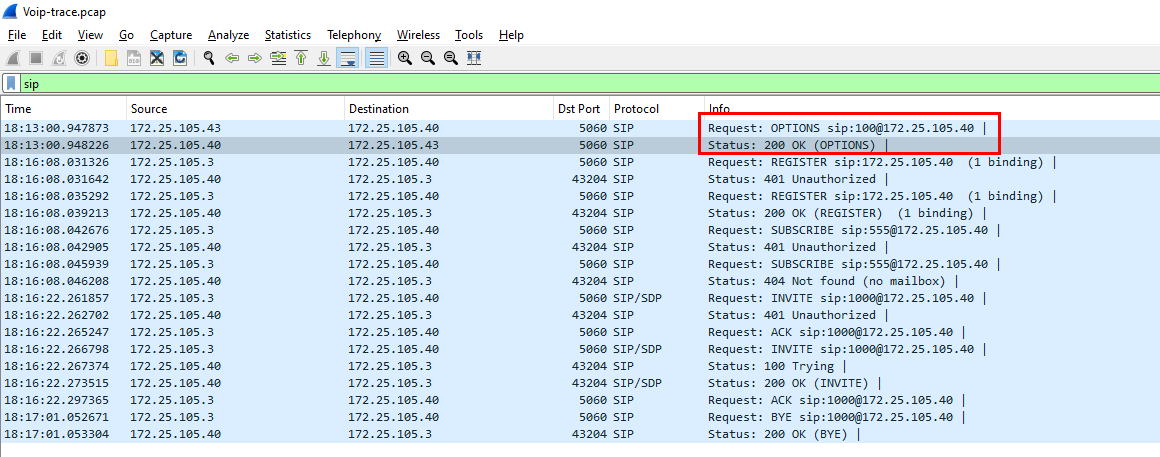 Voip-trace.pcap
File Edit View Go Capture Analyze Statistics Telephony Wireless Tools Help
sip
Time Source Destination Dst Port Protocol Info
18:13:00.947873 172.25.105.43 172.25.105.40 5060 SIP Request: OPTIONS sip:100@172.25.105.40 |
18:13:00.948226 172.25.105.40 172.25.105.43 5060 SIP Status: 200 OK (OPTIONS) |
18:16:08.031326 172.25.105.3 172.25.105.40 5060 SIP Request: REGISTER sip:172.25.105.40 (1 binding) |
18:16:08.031642 172.25.105.40 172.25.105.3 43204 SIP Status: 401 Unauthorized |
18:16:08.035292 172.25.105.3 172.25.105.40 5060 SIP Request: REGISTER sip:172.25.105.40 (1 binding) |
18:16:08.039213 172.25.105.40 172.25.105.3 43204 SIP Status: 200 OK (REGISTER) (1 binding) |
18:16:08.042676 172.25.105.3 172.25.105.40 5060 SIP Request: SUBSCRIBE sip:555@172.25.105.40 |
18:16:08.042905 172.25.105.40 172.25.105.3 43204 SIP Status: 401 Unauthorized |
18:16:08.045939 172.25.105.3 172.25.105.40 5060 SIP Request: SUBSCRIBE sip:555@172.25.105.40 |
18:16:08.046208 172.25.105.40 172.25.105.3 43204 SIP Status: 404 Not found (no mailbox) |
18:16:22.261857 172.25.105.3 172.25.105.40 5060 SIP/SDP Request: INVITE sip:1000@172.25.105.40 |
18:16:22.262702 172.25.105.40 172.25.105.3 43204 SIP Status: 401 Unauthorized |
18:16:22.265247 172.25.105.3 172.25.105.40 5060 SIP Request: ACK sip:1000@172.25.105.40 |
18:16:22.266798 172.25.105.3 172.25.105.40 5060 SIP/SDP Request: INVITE sip:1000@172.25.105.40 |
18:16:22.267374 172.25.105.40 172.25.105.3 43204 SIP Status: 100 Trying |
18:16:22.273515 172.25.105.40 172.25.105.3 43204 SIP/SDP Status: 200 OK (INVITE) |
18:16:22.297365 172.25.105.3 172.25.105.40 5060 SIP Request: ACK sip:1000@172.25.105.40 |
18:17:01.052671 172.25.105.3 172.25.105.40 5060 SIP Request: BYE sip:1000@172.25.105.40 |
18:17:01.053304 172.25.105.40 172.25.105.3 43204 SIP Status: 200 OK (BYE) |